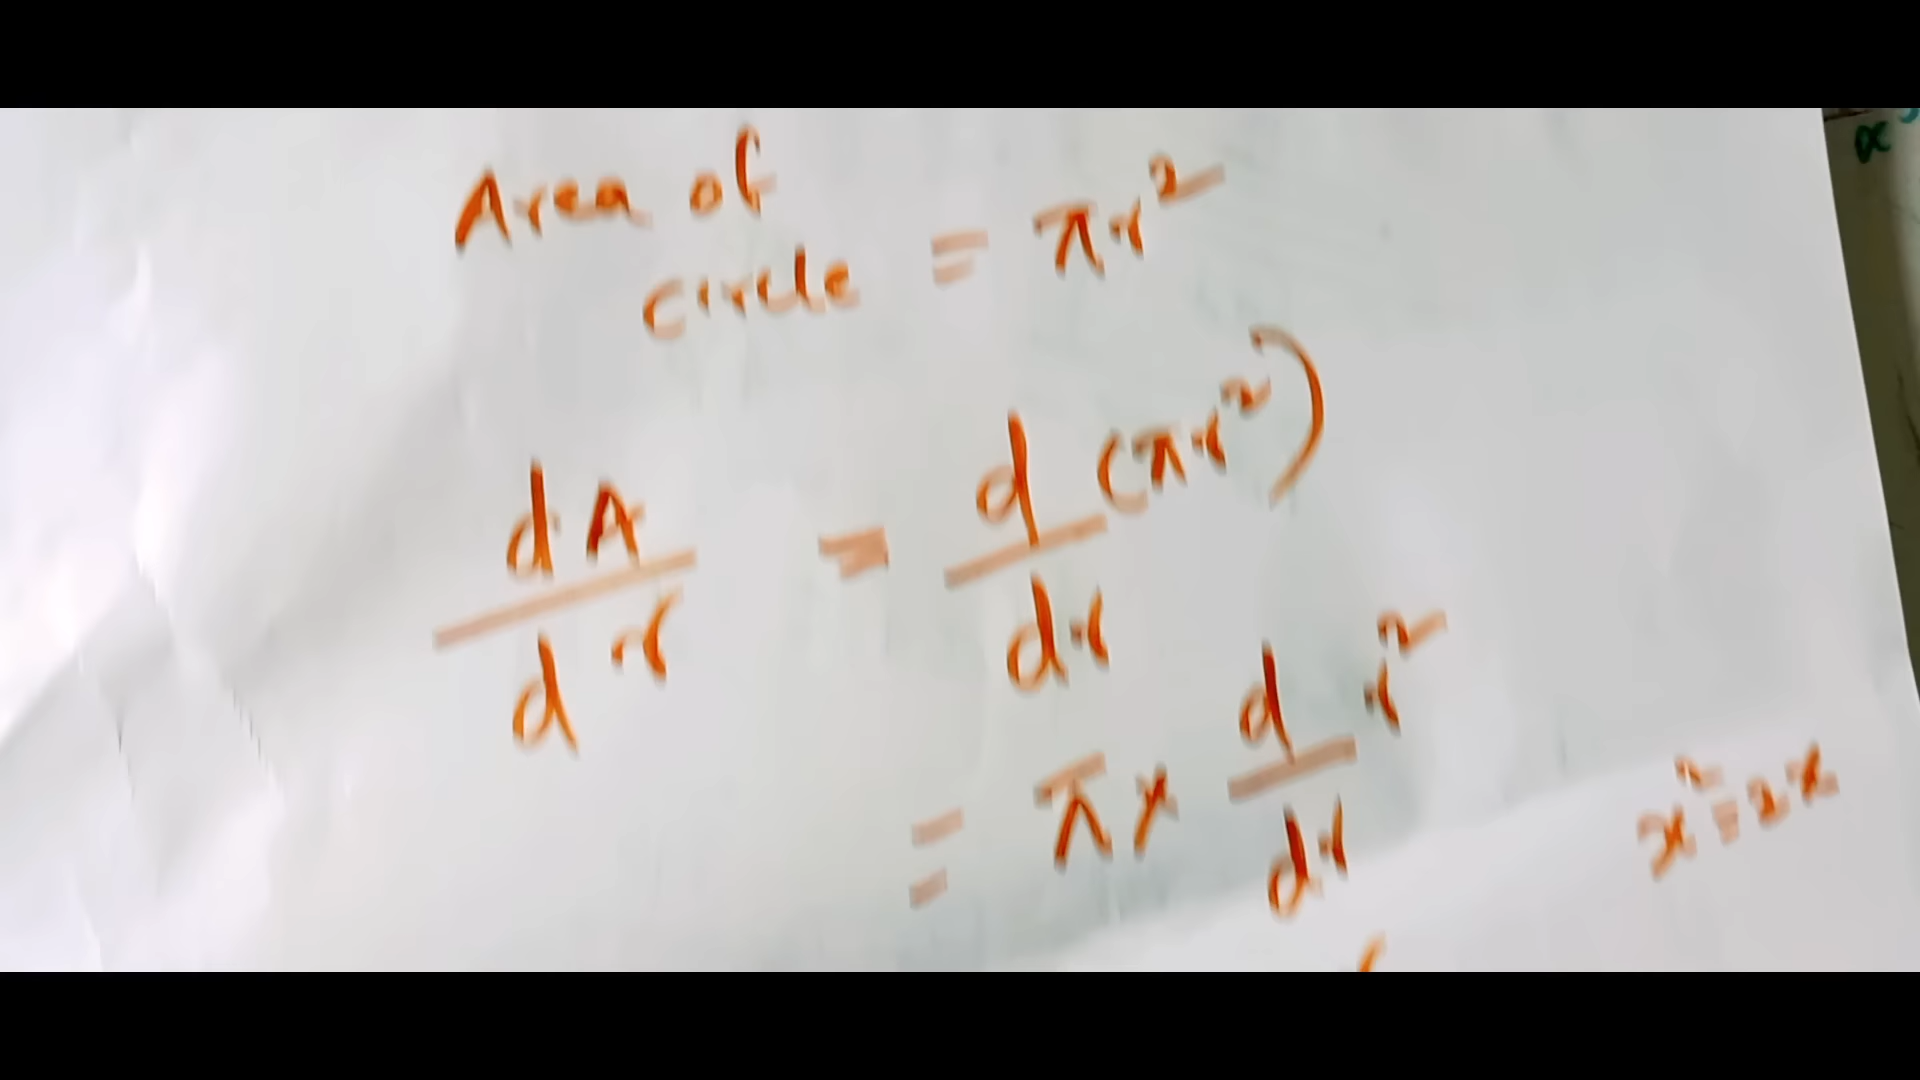 Area of
circle = πr²
dA/dr = d/dr (πr²)
= π × d/dr r²
x² = 2x
x